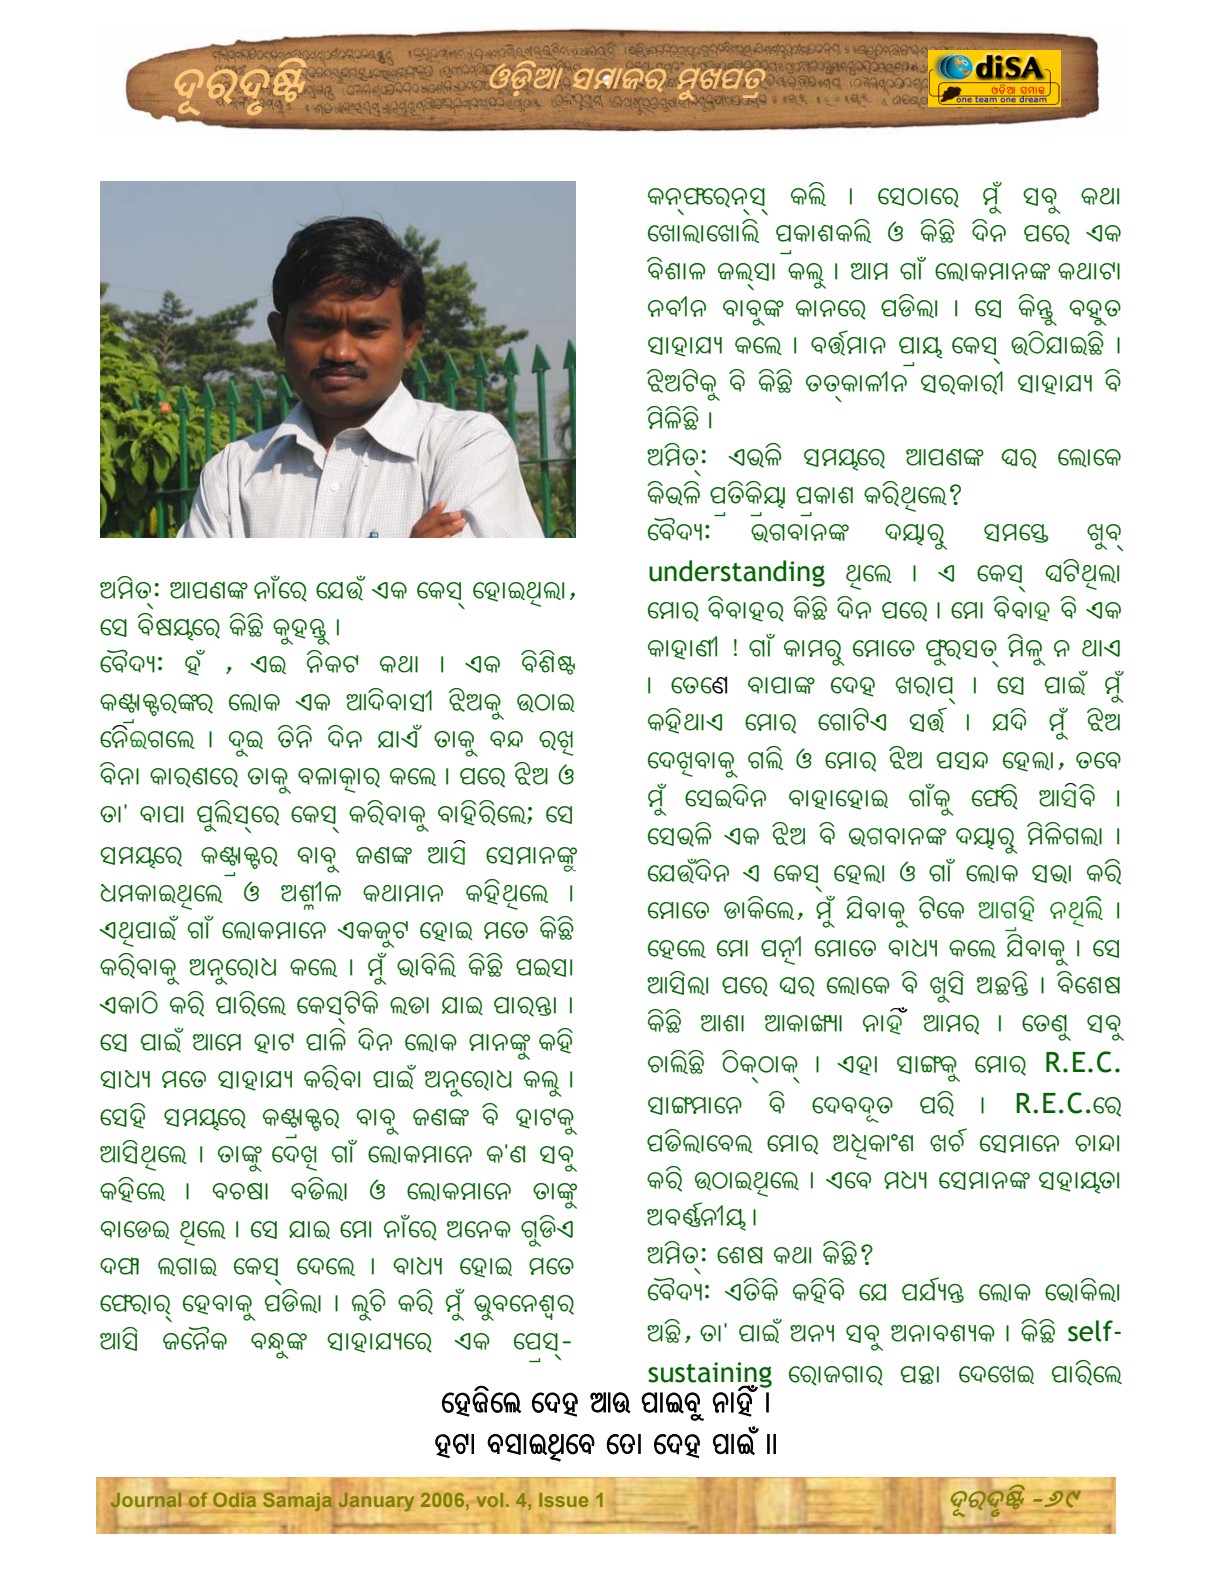 ଦୂରଦୃଷ୍ଟି
ଓଡ଼ିଆ ସମାଜର ମୁଖପତ୍ର
OdiSA
ଓଡିଆ ସମାଜ
one team one dream
ଅମିତ୍: ଆପଣଙ୍କ ନାଁରେ ଯେଉଁ ଏକ କେସ୍ ହୋଇଥିଲା,
ସେ ବିଷୟରେ କିଛି କୁହନ୍ତୁ ।
ବୈଦ୍ୟ: ହଁ , ଏଇ ନିକଟ କଥା । ଏକ ବିଶିଷ୍ଟ
କଣ୍ଟ୍ରାକ୍ଟରଙ୍କର ଲୋକ ଏକ ଆଦିବାସୀ ଝିଅକୁ ଉଠାଇ
ନେିଇଗଲେ । ଦୁଇ ତିନି ଦିନ ଯାଏଁ ତାକୁ ବନ୍ଦ ରଖି
ବିନା କାରଣରେ ତାକୁ ବଳାତ୍କାର କଲେ । ପରେ ଝିଅ ଓ
ତା' ବାପା ପୁଲିସ୍‌ରେ କେସ୍ କରିବାକୁ ବାହିରିଲେ; ସେ
ସମୟରେ କଣ୍ଟ୍ରାକ୍ଟର ବାବୁ ଜଣଙ୍କ ଆସି ସେମାନଙ୍କୁ
ଧମକାଇଥିଲେ ଓ ଅଶ୍ଳୀଳ କଥାମାନ କହିଥିଲେ ।
ଏଥିପାଇଁ ଗାଁ ଲୋକମାନେ ଏକଜୁଟ ହୋଇ ମତେ କିଛି
କରିବାକୁ ଅନୁରୋଧ କଲେ । ମୁଁ ଭାବିଲି କିଛି ପଇସା
ଏକାଠି କରି ପାରିଲେ କେସ୍‌ଟିକି ଲଢା ଯାଇ ପାରନ୍ତା ।
ସେ ପାଇଁ ଆମେ ହାଟ ପାଳି ଦିନ ଲୋକ ମାନଙ୍କୁ କହି
ସାଧ୍ୟ ମତେ ସାହାଯ୍ୟ କରିବା ପାଇଁ ଅନୁରୋଧ କଲୁ ।
ସେହି ସମୟରେ କଣ୍ଟ୍ରାକ୍ଟର ବାବୁ ଜଣଙ୍କ ବି ହାଟକୁ
ଆସିଥିଲେ । ତାଙ୍କୁ ଦେଖି ଗାଁ ଲୋକମାନେ କ'ଣ ସବୁ
କହିଲେ । ବଚଷା ବଢିଲା ଓ ଲୋକମାନେ ତାଙ୍କୁ
ବାଡେଇ ଥିଲେ । ସେ ଯାଇ ମୋ ନାଁରେ ଅନେକ ଗୁଡିଏ
ଦଫା ଲଗାଇ କେସ୍ ଦେଲେ । ବାଧ୍ୟ ହୋଇ ମତେ
ଫେରାର୍ ହେବାକୁ ପଡିଲା । ଲୁଚି କରି ମୁଁ ଭୁବନେଶ୍ୱର
ଆସି ଜନୈକ ବନ୍ଧୁଙ୍କ ସାହାଯ୍ୟରେ ଏକ ପ୍ରେସ୍-
କନ୍‌ଫରେନ୍‌ସ୍ କଲି । ସେଠାରେ ମୁଁ ସବୁ କଥା
ଖୋଲାଖୋଲି ପ୍ରକାଶକଲି ଓ କିଛି ଦିନ ପରେ ଏକ
ବିଶାଳ ଜଲ୍‌ସା କଲୁ । ଆମ ଗାଁ ଲୋକମାନଙ୍କ କଥାଟା
ନବୀନ ବାବୁଙ୍କ କାନରେ ପଡିଲା । ସେ କିନ୍ତୁ ବହୁତ
ସାହାଯ୍ୟ କଲେ । ବର୍ତ୍ତମାନ ପ୍ରାୟ କେସ୍ ଉଠିଯାଇଛି ।
ଝିଅଟିକୁ ବି କିଛି ତତ୍‌କାଳୀନ ସରକାରୀ ସାହାଯ୍ୟ ବି
ମିଳିଛି ।
ଅମିତ୍: ଏଭଳି ସମୟରେ ଆପଣଙ୍କ ଘର ଲୋକେ
କିଭଳି ପ୍ରତିକ୍ରିୟା ପ୍ରକାଶ କରିଥିଲେ?
ବୈଦ୍ୟ: ଭଗବାନଙ୍କ ଦୟାରୁ ସମସ୍ତେ ଖୁବ୍
understanding ଥିଲେ । ଏ କେସ୍ ଘଟିଥିଲା
ମୋର ବିବାହର କିଛି ଦିନ ପରେ । ମୋ ବିବାହ ବି ଏକ
କାହାଣୀ ! ଗାଁ କାମରୁ ମୋତେ ଫୁରସତ୍ ମିଳୁ ନ ଥାଏ
। ତେଣେ ବାପାଙ୍କ ଦେହ ଖରାପ୍ । ସେ ପାଇଁ ମୁଁ
କହିଥାଏ ମୋର ଗୋଟିଏ ସର୍ତ୍ତ । ଯଦି ମୁଁ ଝିଅ
ଦେଖିବାକୁ ଗଲି ଓ ମୋର ଝିଅ ପସନ୍ଦ ହେଲା, ତବେ
ମୁଁ ସେଇଦିନ ବାହାହୋଇ ଗାଁକୁ ଫେରି ଆସିବି ।
ସେଭଳି ଏକ ଝିଅ ବି ଭଗବାନଙ୍କ ଦୟାରୁ ମିଳିଗଲା ।
ଯେଉଁଦିନ ଏ କେସ୍ ହେଲା ଓ ଗାଁ ଲୋକ ସଭା କରି
ମୋତେ ଡାକିଲେ, ମୁଁ ଯିବାକୁ ଟିକେ ଆଗ୍ରହି ନଥିଲି ।
ହେଲେ ମୋ ପତ୍ନୀ ମୋତେ ବାଧ୍ୟ କଲେ ଯିବାକୁ । ସେ
ଆସିଲା ପରେ ଘର ଲୋକେ ବି ଖୁସି ଅଛନ୍ତି । ବିଶେଷ
କିଛି ଆଶା ଆକାଙ୍ଖ୍ୟା ନାହିଁ ଆମର । ତେଣୁ ସବୁ
ଚାଲିଛି ଠିକ୍‌ଠାକ୍ । ଏହା ସାଙ୍ଗକୁ ମୋର R.E.C.
ସାଙ୍ଗମାନେ ବି ଦେବଦୂତ ପରି । R.E.C.ରେ
ପଡିଲାବେଲ ମୋର ଅଧିକାଂଶ ଖର୍ଚ ସେମାନେ ଚାନ୍ଦା
କରି ଉଠାଇଥିଲେ । ଏବେ ମଧ୍ୟ ସେମାନଙ୍କ ସହାୟତା
ଅବର୍ଣ୍ଣନୀୟ ।
ଅମିତ୍: ଶେଷ କଥା କିଛି?
ବୈଦ୍ୟ: ଏତିକି କହିବି ଯେ ପର୍ଯ୍ୟନ୍ତ ଲୋକ ଭୋକିଲା
ଅଛି, ତା' ପାଇଁ ଅନ୍ୟ ସବୁ ଅନାବଶ୍ୟକ । କିଛି self-
sustaining ରୋଜଗାର ପନ୍ଥା ଦେଖେଇ ପାରିଲେ
ହେଜିଲେ ଦେହ ଆଉ ପାଇବୁ ନାହିଁ ।
ହଟା ବସାଇଥିବେ ତୋ ଦେହ ପାଇଁ ॥
Journal of Odia Samaja January 2006, vol. 4, Issue 1
ଦୂରଦୃଷ୍ଟି -୬୯